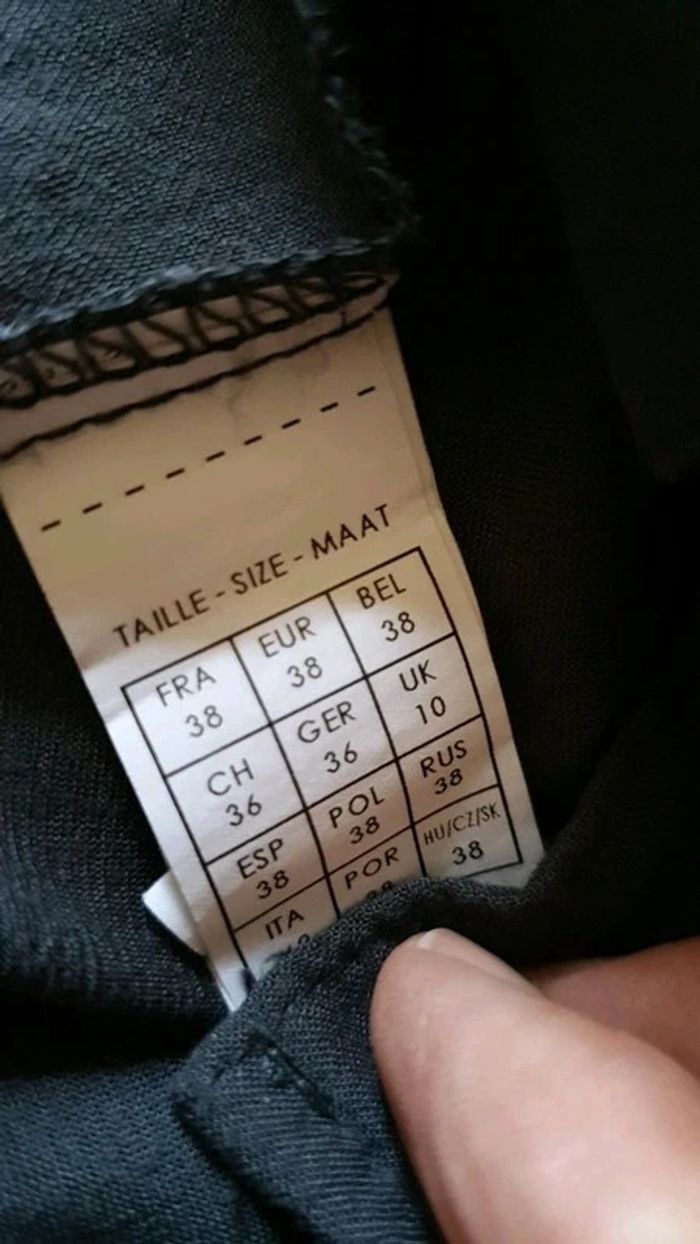 TAILLE - SIZE - MAAT
FRA EUR BEL
38 38 38
CH GER UK
36 36 10
ESP POL RUS
38 38 38
ITA POR HU/CZ/SK
38